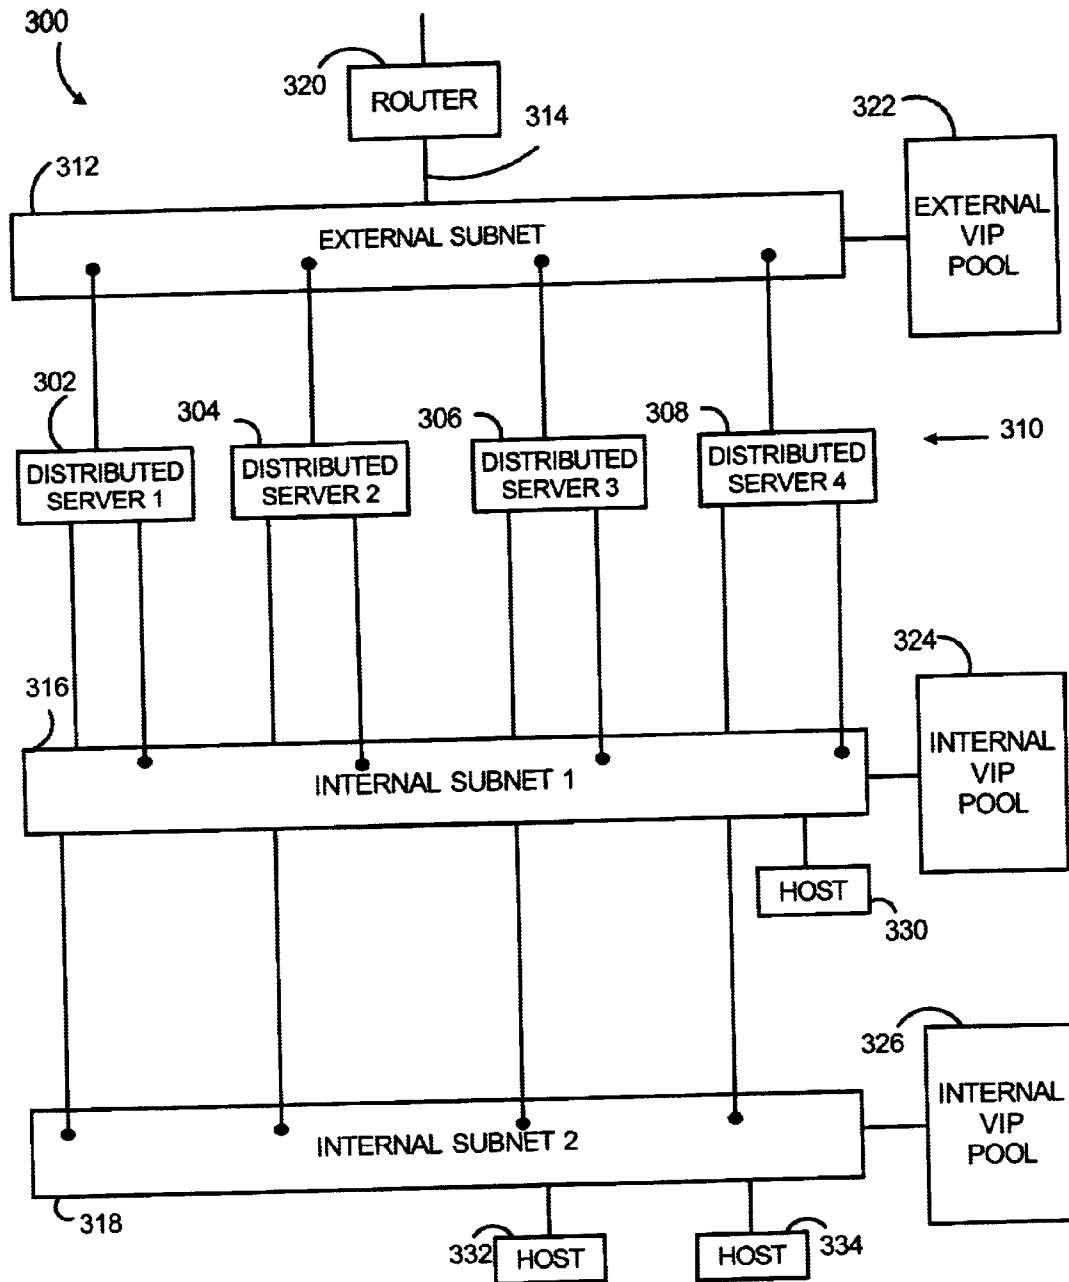 300
320
ROUTER
314
322
312
EXTERNAL SUBNET
EXTERNAL
VIP
POOL
302
304
306
308
310
DISTRIBUTED
SERVER 1
DISTRIBUTED
SERVER 2
DISTRIBUTED
SERVER 3
DISTRIBUTED
SERVER 4
324
316
INTERNAL SUBNET 1
INTERNAL
VIP
POOL
HOST
330
326
INTERNAL SUBNET 2
INTERNAL
VIP
POOL
318
332
HOST
HOST
334